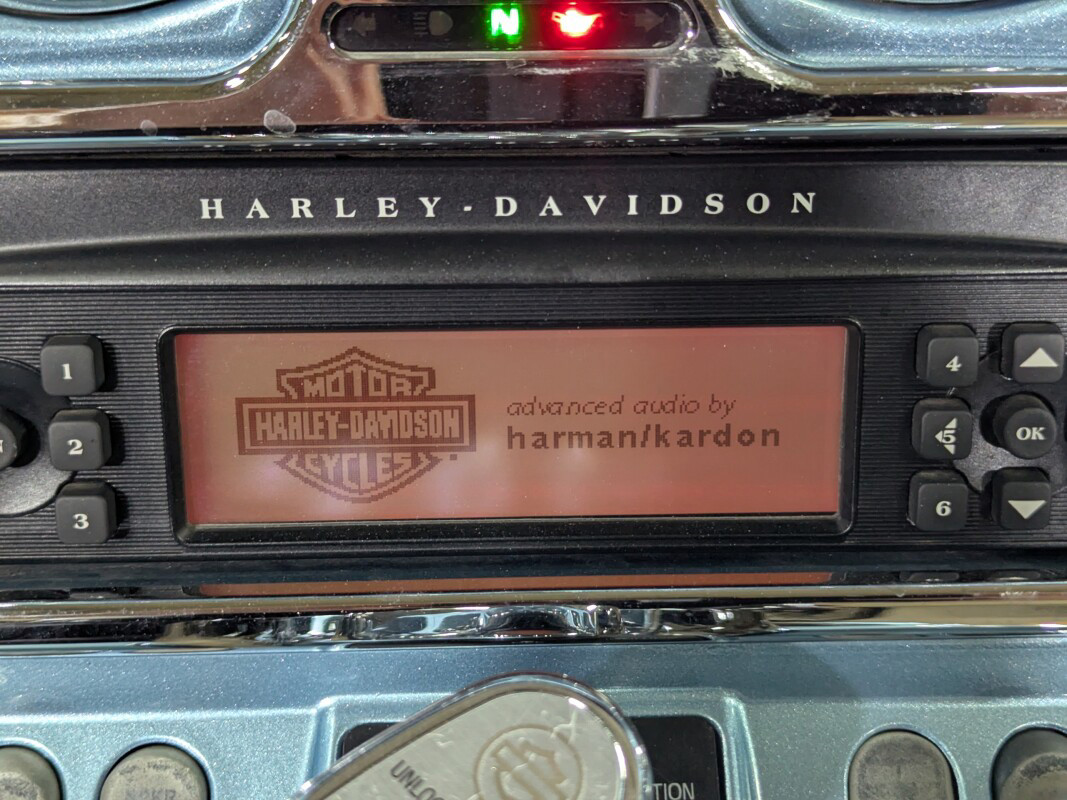 N
HARLEY-DAVIDSON
1
2
3
MOTOR
HARLEY-DAVIDSON
CYCLES
advanced audio by
harman/kardon
4
5
OK
6